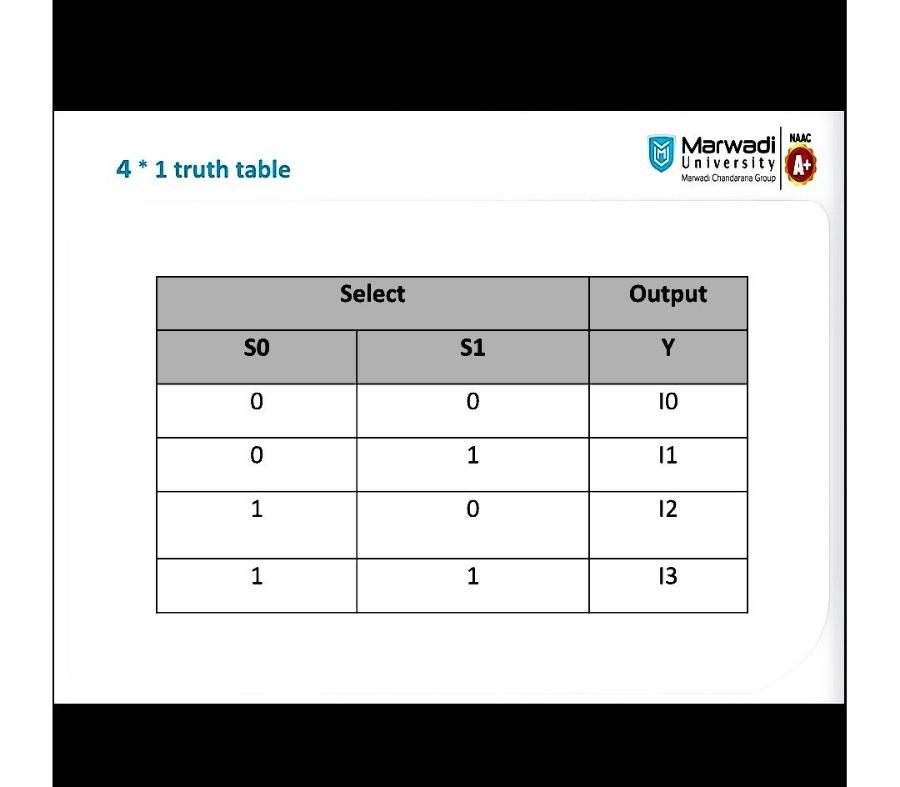 4 * 1 truth table
Marwadi
University
Marwadi Chandarana Group
NAAC
A+
Select Output
S0 S1 Y
0 0 I0
0 1 I1
1 0 I2
1 1 I3